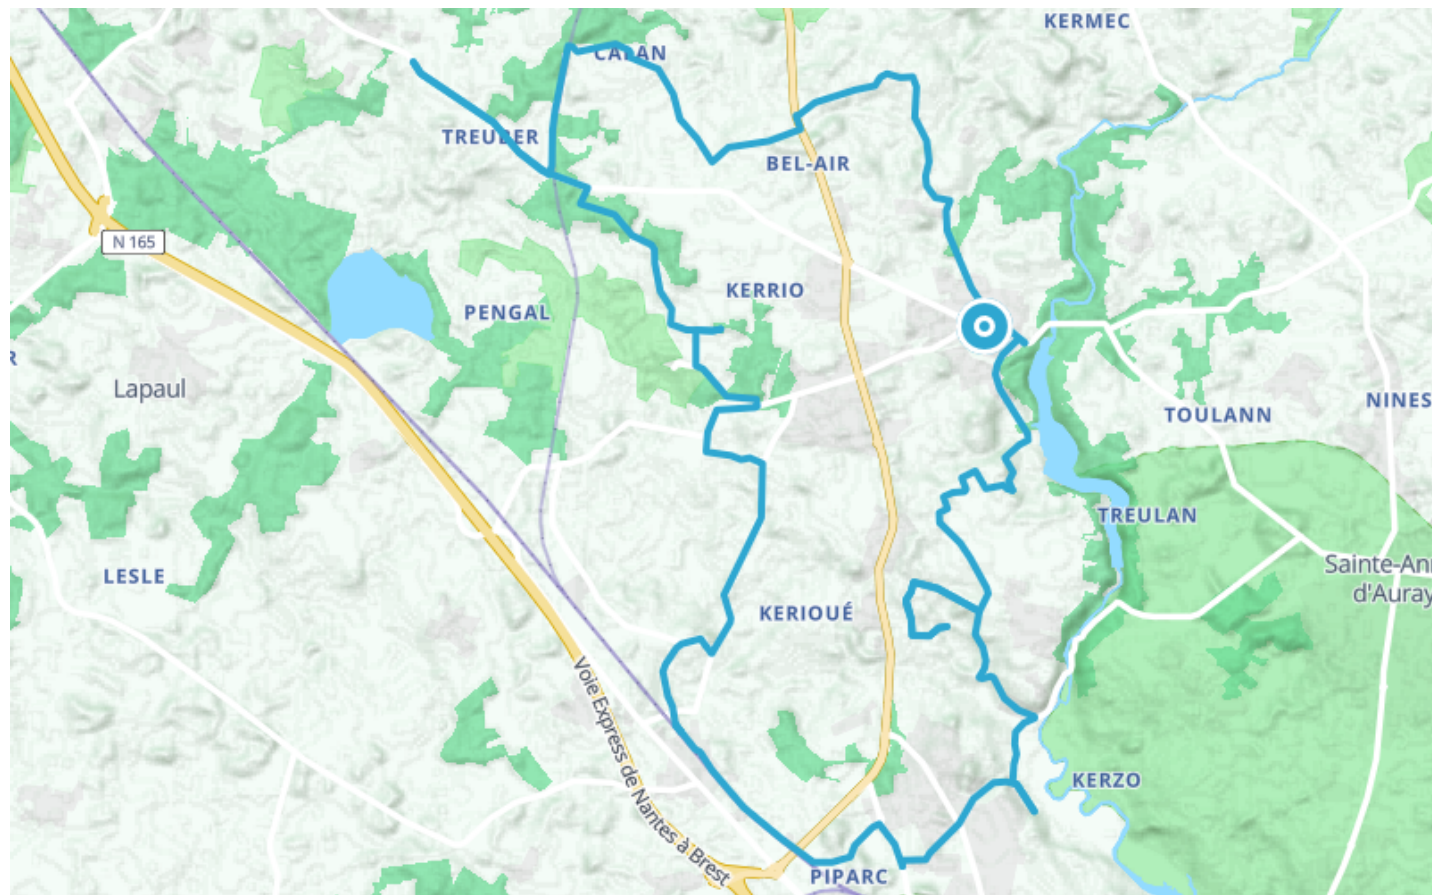 KERMEC
CALAN
TREUBER
BEL-AIR
N 165
KERRIO
PENGAL
R
Lapaul
NINES
TOULANN
TREULAN
Sainte-Ann
d'Auray
LESLE
KERIOUÉ
Voie Express de Nantes à Brest
KERZO
PIPARC